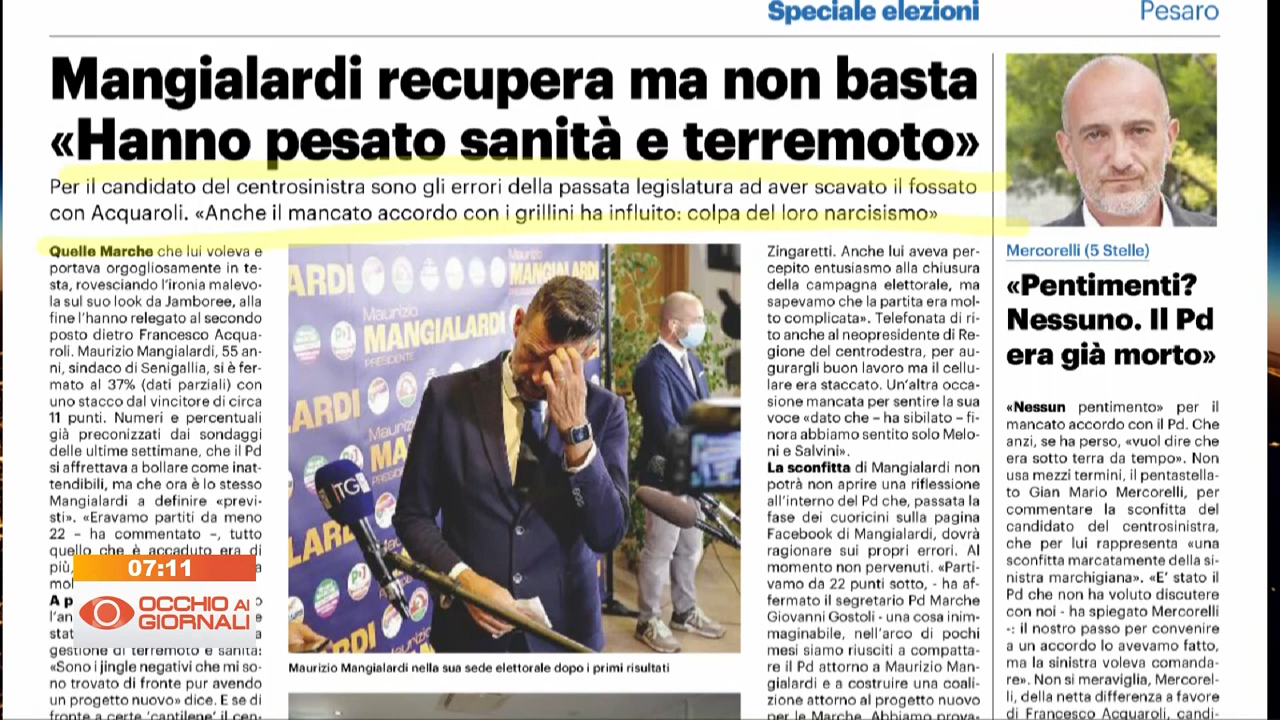 Speciale elezioni
Pesaro
Mangialardi recupera ma non basta
«Hanno pesato sanità e terremoto»
Per il candidato del centrosinistra sono gli errori della passata legislatura ad aver scavato il fossato
con Acquaroli. «Anche il mancato accordo con i grillini ha influito: colpa del loro narcisismo»
Quelle Marche che lui voleva e
portava orgogliosamente in te-
sta, rovesciando l'ironia malevo-
la sul suo look da Jamboree, alla
fine l'hanno relegato al secondo
posto dietro Francesco Acqua-
roli. Maurizio Mangialardi, 55 an-
ni, sindaco di Senigallia, si è fer-
mato al 37% (dati parziali) con
uno stacco dal vincitore di circa
11 punti. Numeri e percentuali
già preconizzati dai sondaggi
delle ultime settimane, che il Pd
si affrettava a bollare come inat-
tendibili, ma che ora è lo stesso
Mangialardi a definire «previ-
sti». «Eravamo partiti da meno
22 – ha commentato –, tutto
quello che è accaduto era di
più,
gestione di terremoto e sanità:
«Sono i jingle negativi che mi so-
no trovato di fronte pur avendo
un progetto nuovo» dice. E se di
fronte a certe 'cantilene' il cen-
07:11
OCCHIO AI
GIORNALI
ARDI
Maurizio
MANGIALARDI
Maurizio
MANGIALARDI
PRESIDENTE
LARDI
Maurizio
LARDI
PD
TGR
Maurizio Mangialardi nella sua sede elettorale dopo i primi risultati
Zingaretti. Anche lui aveva per-
cepito entusiasmo alla chiusura
della campagna elettorale, ma
sapevamo che la partita era mol-
to complicata». Telefonata di ri-
to anche al neopresidente di Re-
gione del centrodestra, per au-
gurargli buon lavoro ma il cellu-
lare era staccato. Un'altra occa-
sione mancata per sentire la sua
voce «dato che – ha sibilato – fi-
nora abbiamo sentito solo Melo-
ni e Salvini».
La sconfitta di Mangialardi non
potrà non aprire una riflessione
all'interno del Pd che, passata la
fase dei cuoricini sulla pagina
Facebook di Mangialardi, dovrà
ragionare sui propri errori. Al
momento non pervenuti. «Parti-
vamo da 22 punti sotto, - ha af-
fermato il segretario Pd Marche
Giovanni Gostoli - una cosa inim-
maginabile, nell'arco di pochi
mesi siamo riusciti a compatta-
re il Pd attorno a Maurizio Man-
gialardi e a costruire una coali-
zione attorno al progetto nuovo
per le Marche. Abbiamo prova-
Mercorelli (5 Stelle)
«Pentimenti?
Nessuno. Il Pd
era già morto»
«Nessun pentimento» per il
mancato accordo con il Pd. Che
anzi, se ha perso, «vuol dire che
era sotto terra da tempo». Non
usa mezzi termini, il pentastella-
to Gian Mario Mercorelli, per
commentare la sconfitta del
candidato del centrosinistra,
che per lui rappresenta «una
sconfitta marcatamente della si-
nistra marchigiana». «E' stato il
Pd che non ha voluto discutere
con noi - ha spiegato Mercorelli
-: il nostro passo per convenire
a un accordo lo avevamo fatto,
ma la sinistra voleva comanda-
re». Non si meraviglia, Mercorel-
li, della netta differenza a favore
di Francesco Acquaroli, candi-